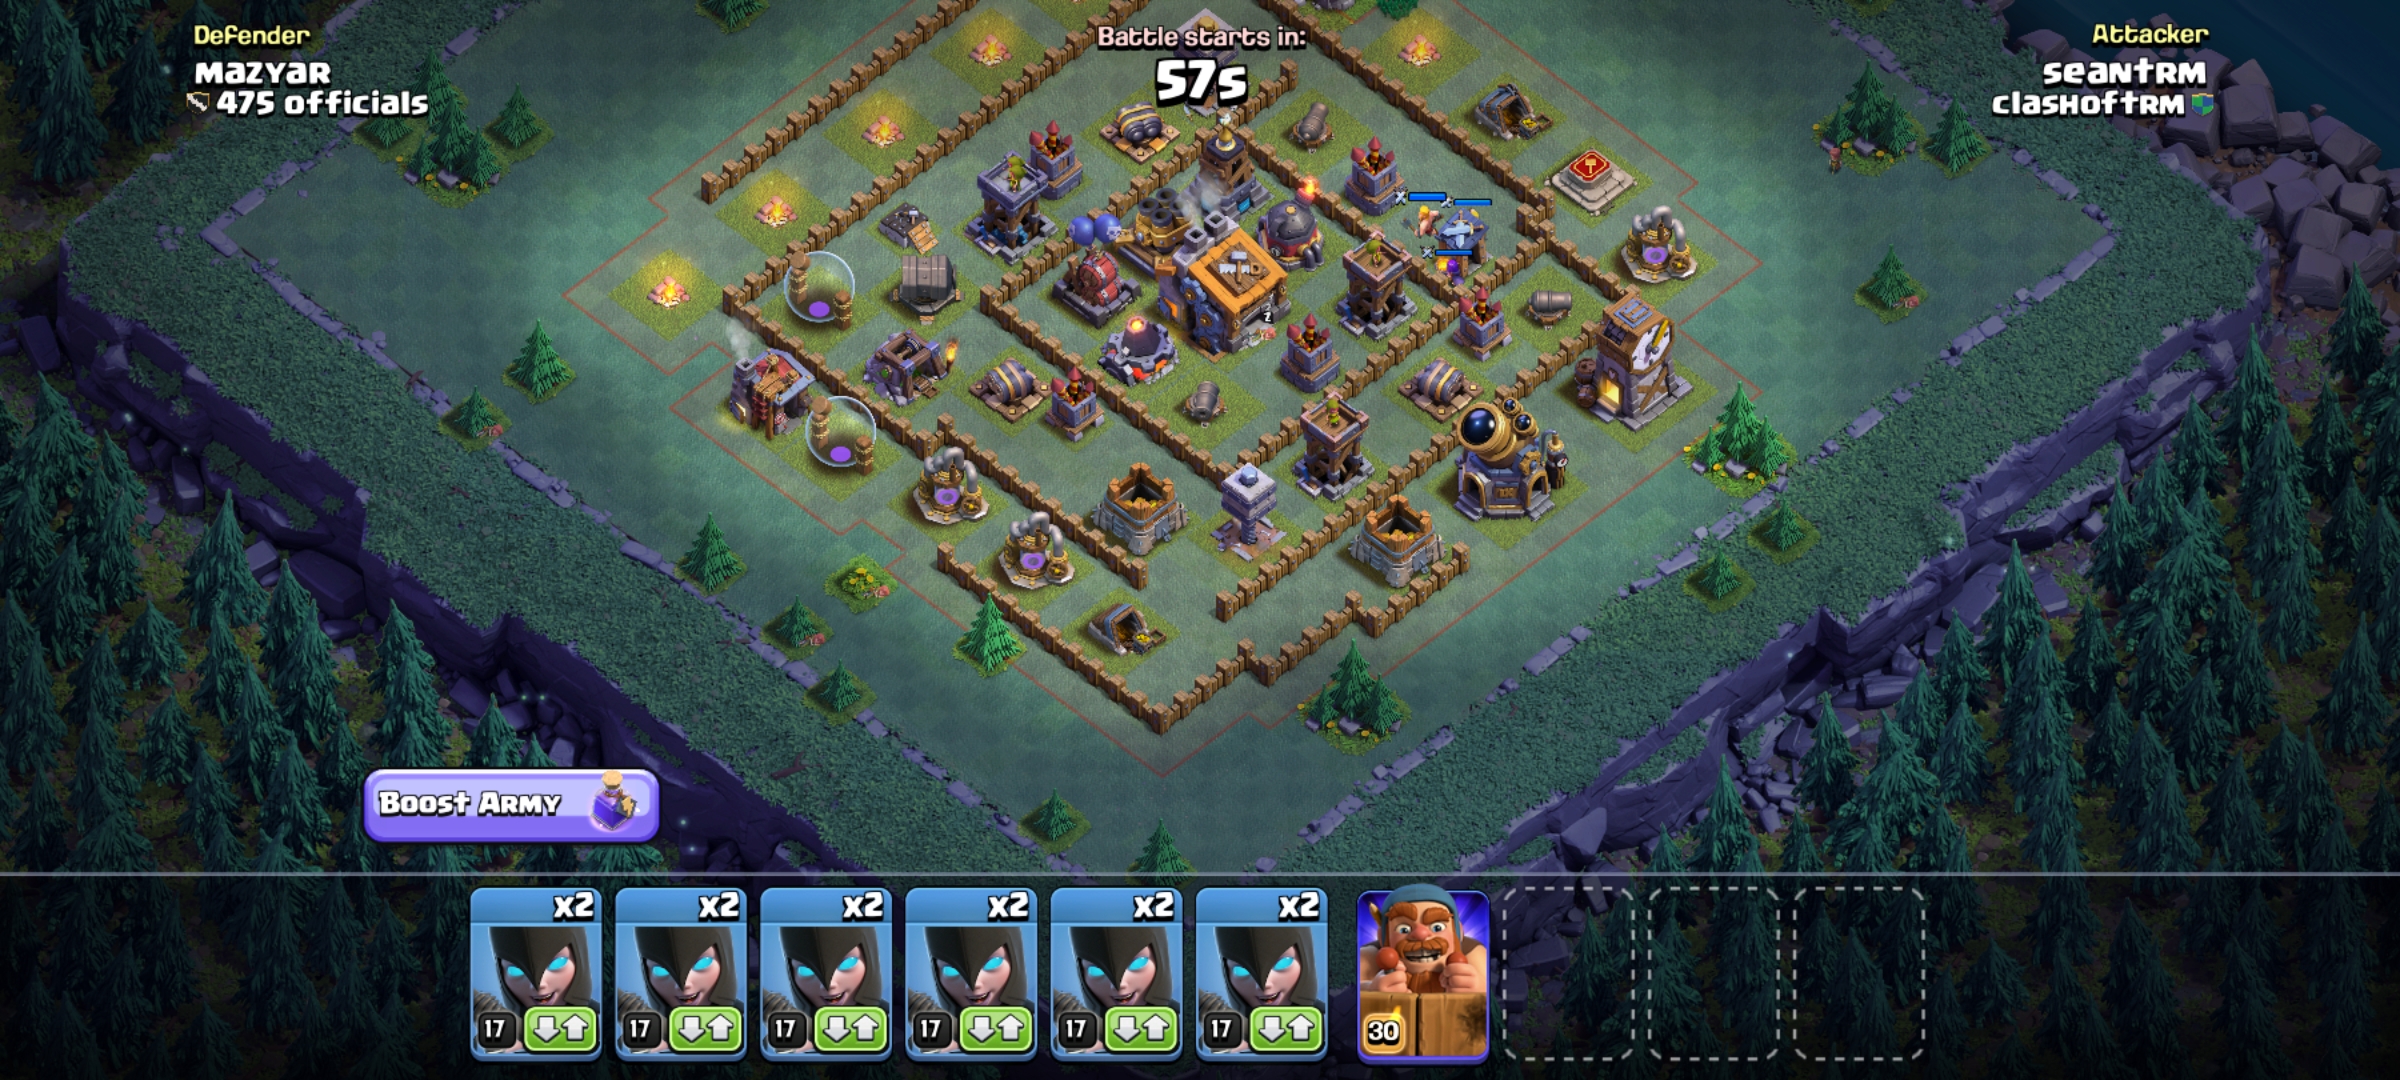 Defender
MAZYAR
475 officials
Battle starts in:
57s
Attacker
seantRM
clashoftRM
Boost Army
x2
x2
x2
x2
x2
x2
17
17
17
17
17
17
30